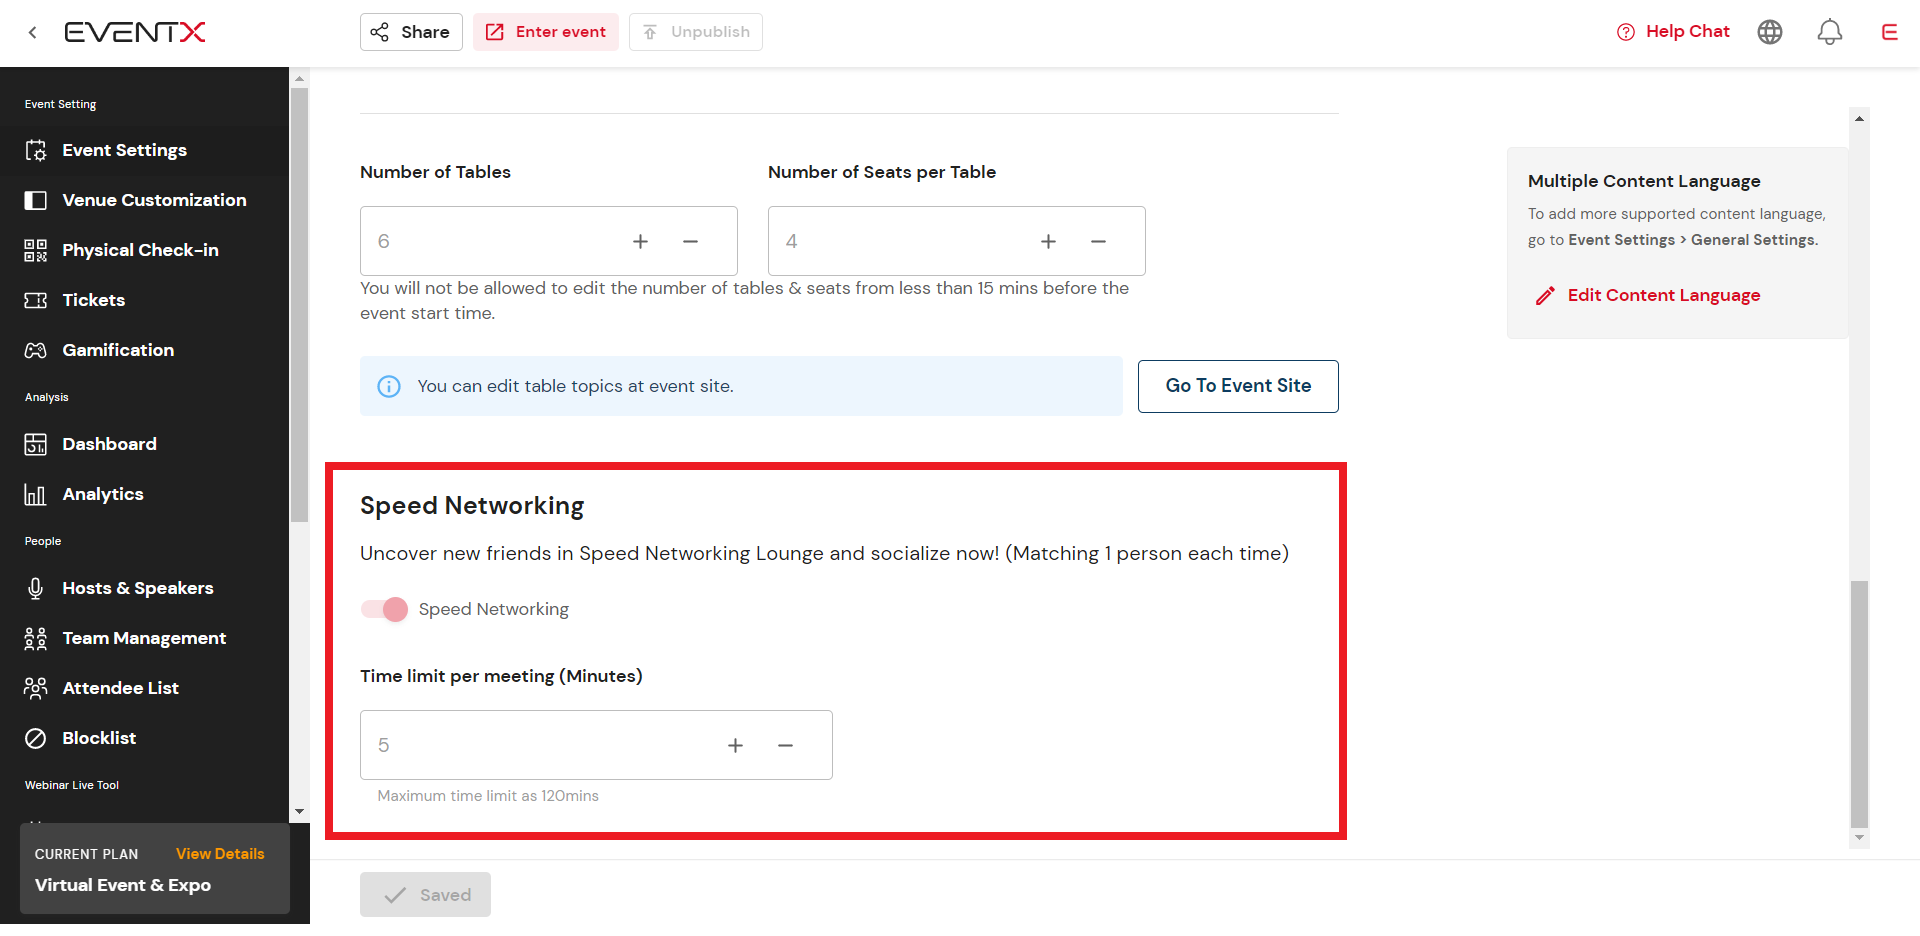 EVENTX
Share
Enter event
Unpublish
Help Chat
E
Event Setting
Event Settings
Venue Customization
Physical Check-in
Tickets
Gamification
Analysis
Dashboard
Analytics
People
Hosts & Speakers
Team Management
Attendee List
Blocklist
Webinar Live Tool
CURRENT PLAN
View Details
Virtual Event & Expo
Number of Tables
Number of Seats per Table
6
4
You will not be allowed to edit the number of tables & seats from less than 15 mins before the
event start time.
You can edit table topics at event site.
Go To Event Site
Speed Networking
Uncover new friends in Speed Networking Lounge and socialize now! (Matching 1 person each time)
Speed Networking
Time limit per meeting (Minutes)
5
Maximum time limit as 120mins
Saved
Multiple Content Language
To add more supported content language,
go to Event Settings > General Settings.
Edit Content Language